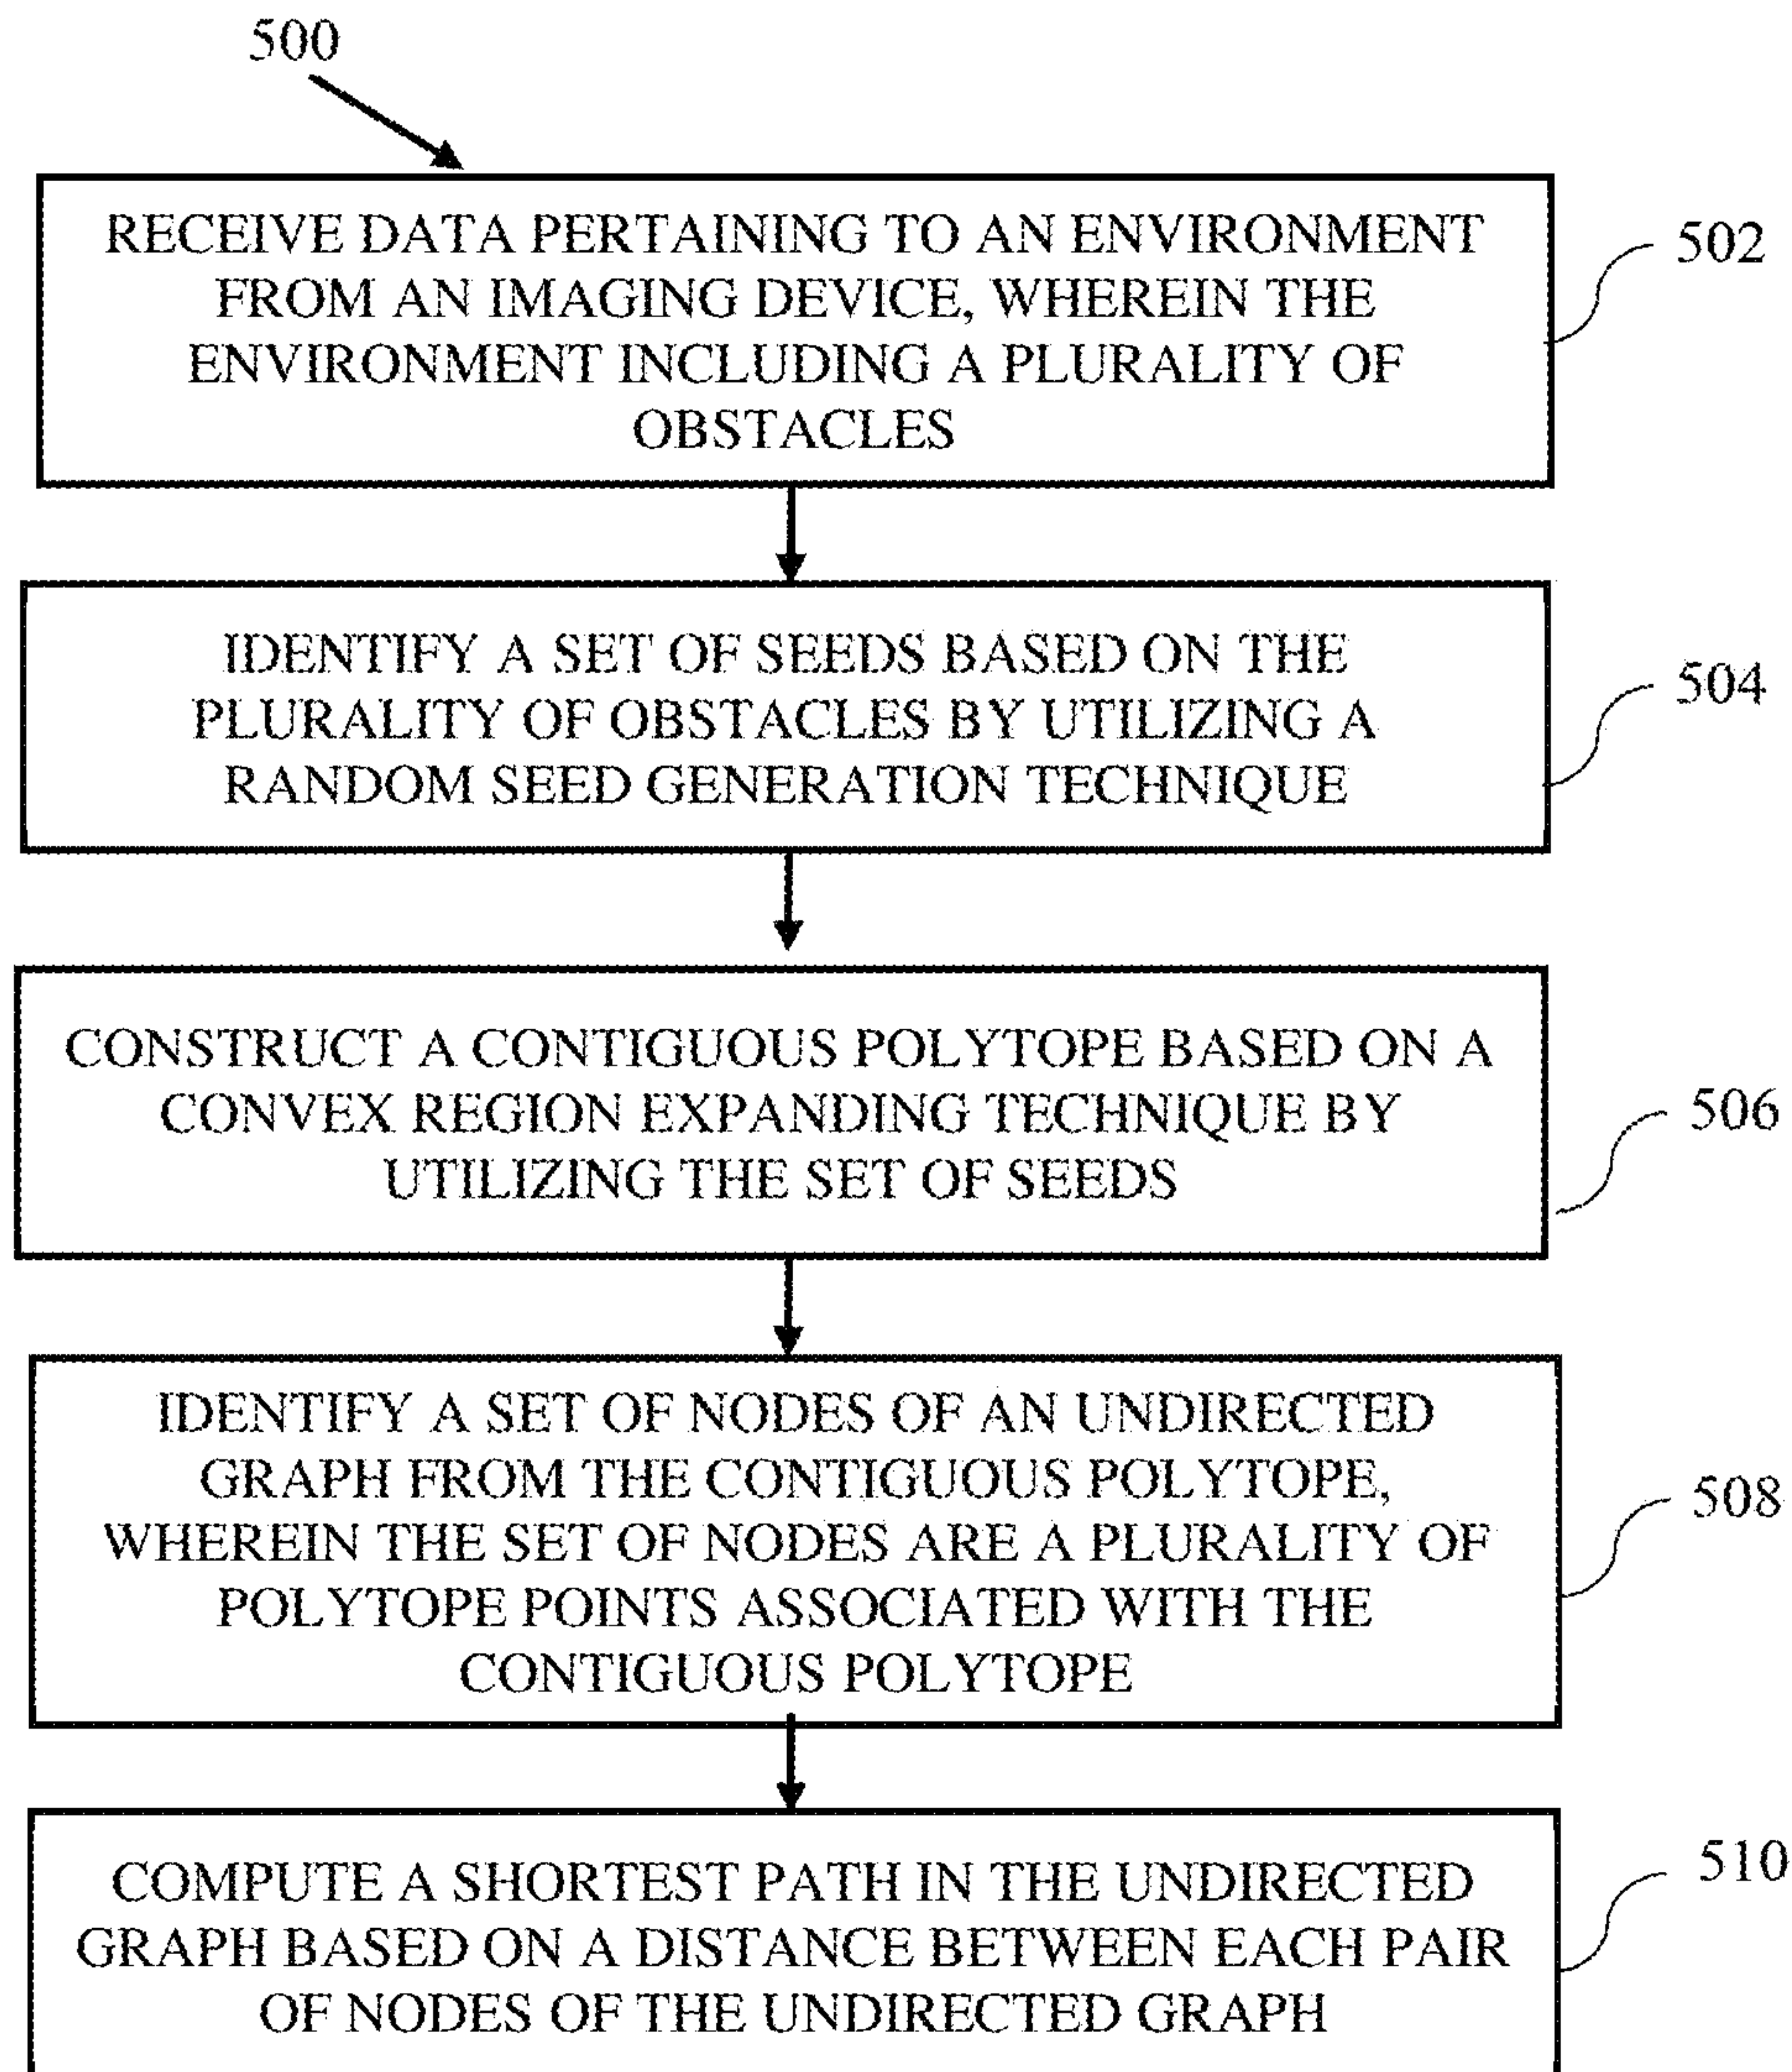 500
RECEIVE DATA PERTAINING TO AN ENVIRONMENT
FROM AN IMAGING DEVICE, WHEREIN THE
ENVIRONMENT INCLUDING A PLURALITY OF
OBSTACLES
502
IDENTIFY A SET OF SEEDS BASED ON THE
PLURALITY OF OBSTACLES BY UTILIZING A
RANDOM SEED GENERATION TECHNIQUE
504
CONSTRUCT A CONTIGUOUS POLYTOPE BASED ON A
CONVEX REGION EXPANDING TECHNIQUE BY
UTILIZING THE SET OF SEEDS
506
IDENTIFY A SET OF NODES OF AN UNDIRECTED
GRAPH FROM THE CONTIGUOUS POLYTOPE,
WHEREIN THE SET OF NODES ARE A PLURALITY OF
POLYTOPE POINTS ASSOCIATED WITH THE
CONTIGUOUS POLYTOPE
508
COMPUTE A SHORTEST PATH IN THE UNDIRECTED
GRAPH BASED ON A DISTANCE BETWEEN EACH PAIR
OF NODES OF THE UNDIRECTED GRAPH
510